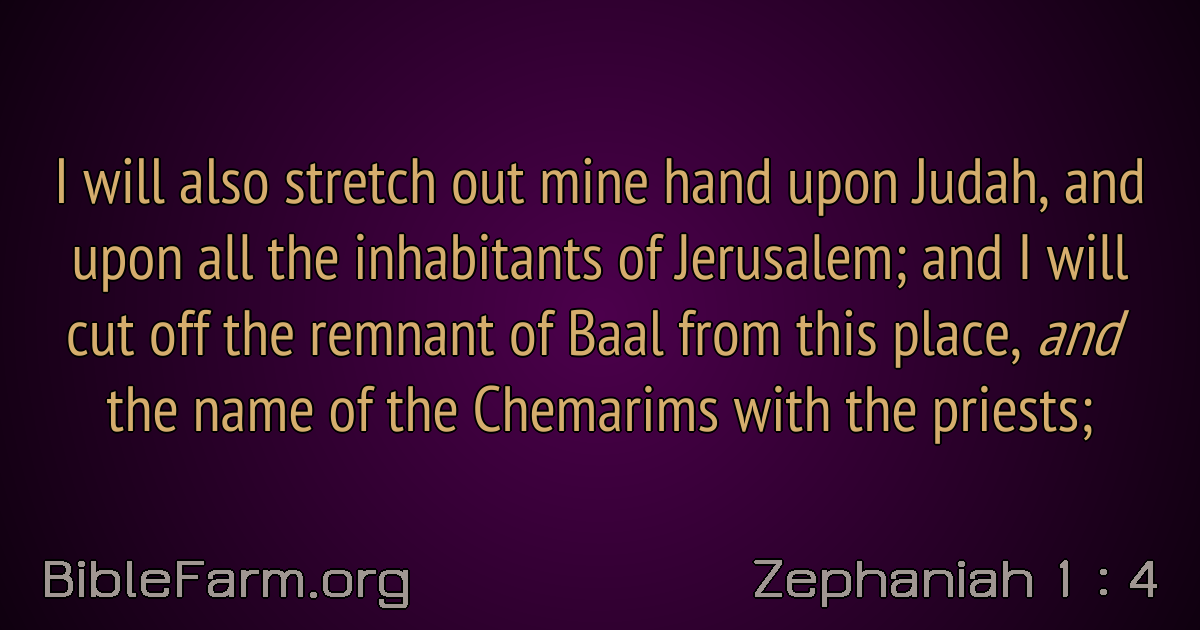 I will also stretch out mine hand upon Judah, and
upon all the inhabitants of Jerusalem; and I will
cut off the remnant of Baal from this place, and
the name of the Chemarims with the priests;
BibleFarm.org
Zephaniah 1 : 4